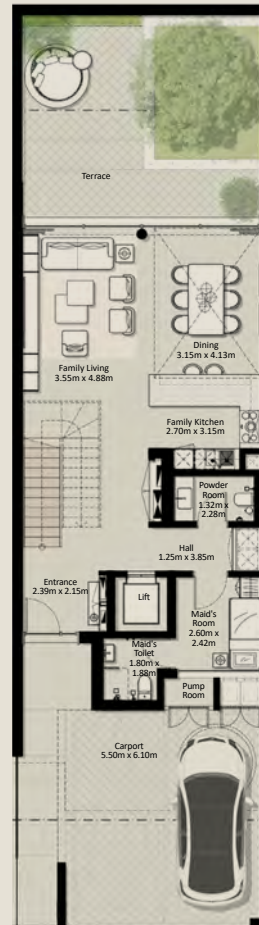 Terrace
Dining
3.15m x 4.13m
Family Living
3.55m x 4.88m
Family Kitchen
2.70m x 3.15m
Powder
Room
1.32m x
2.28m
Hall
1.25m x 3.85m
Entrance
2.39m x 2.15m
Lift
Maid's
Room
2.60m x
2.42m
Maid's
Toilet
1.80m x
1.88m
Pump
Room
Carport
5.50m x 6.10m